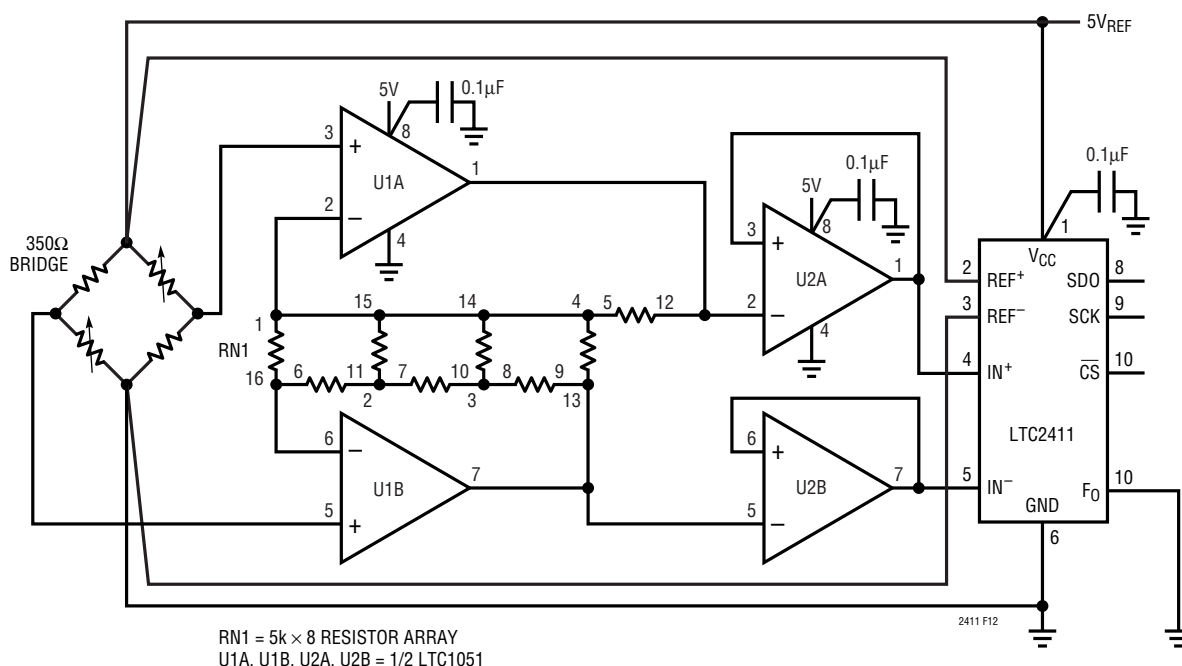 5VREF
5V
0.1µF
3
8
+
1
U1A
0.1µF
0.1µF
5V
2
−
4
3
8
1
+
VCC
350Ω
BRIDGE
1
2
REF+
SDO
8
U2A
15
14
4
5
12
2
−
3
REF−
SCK
9
1
RN1
4
4
IN+
CS
10
6
11
7
10
8
9
16
2
3
13
LTC2411
6
−
6
+
7
U1B
7
U2B
5
IN−
FO
10
5
+
5
−
GND
6
2411 F12
RN1 = 5k × 8 RESISTOR ARRAY
U1A, U1B, U2A, U2B = 1/2 LTC1051